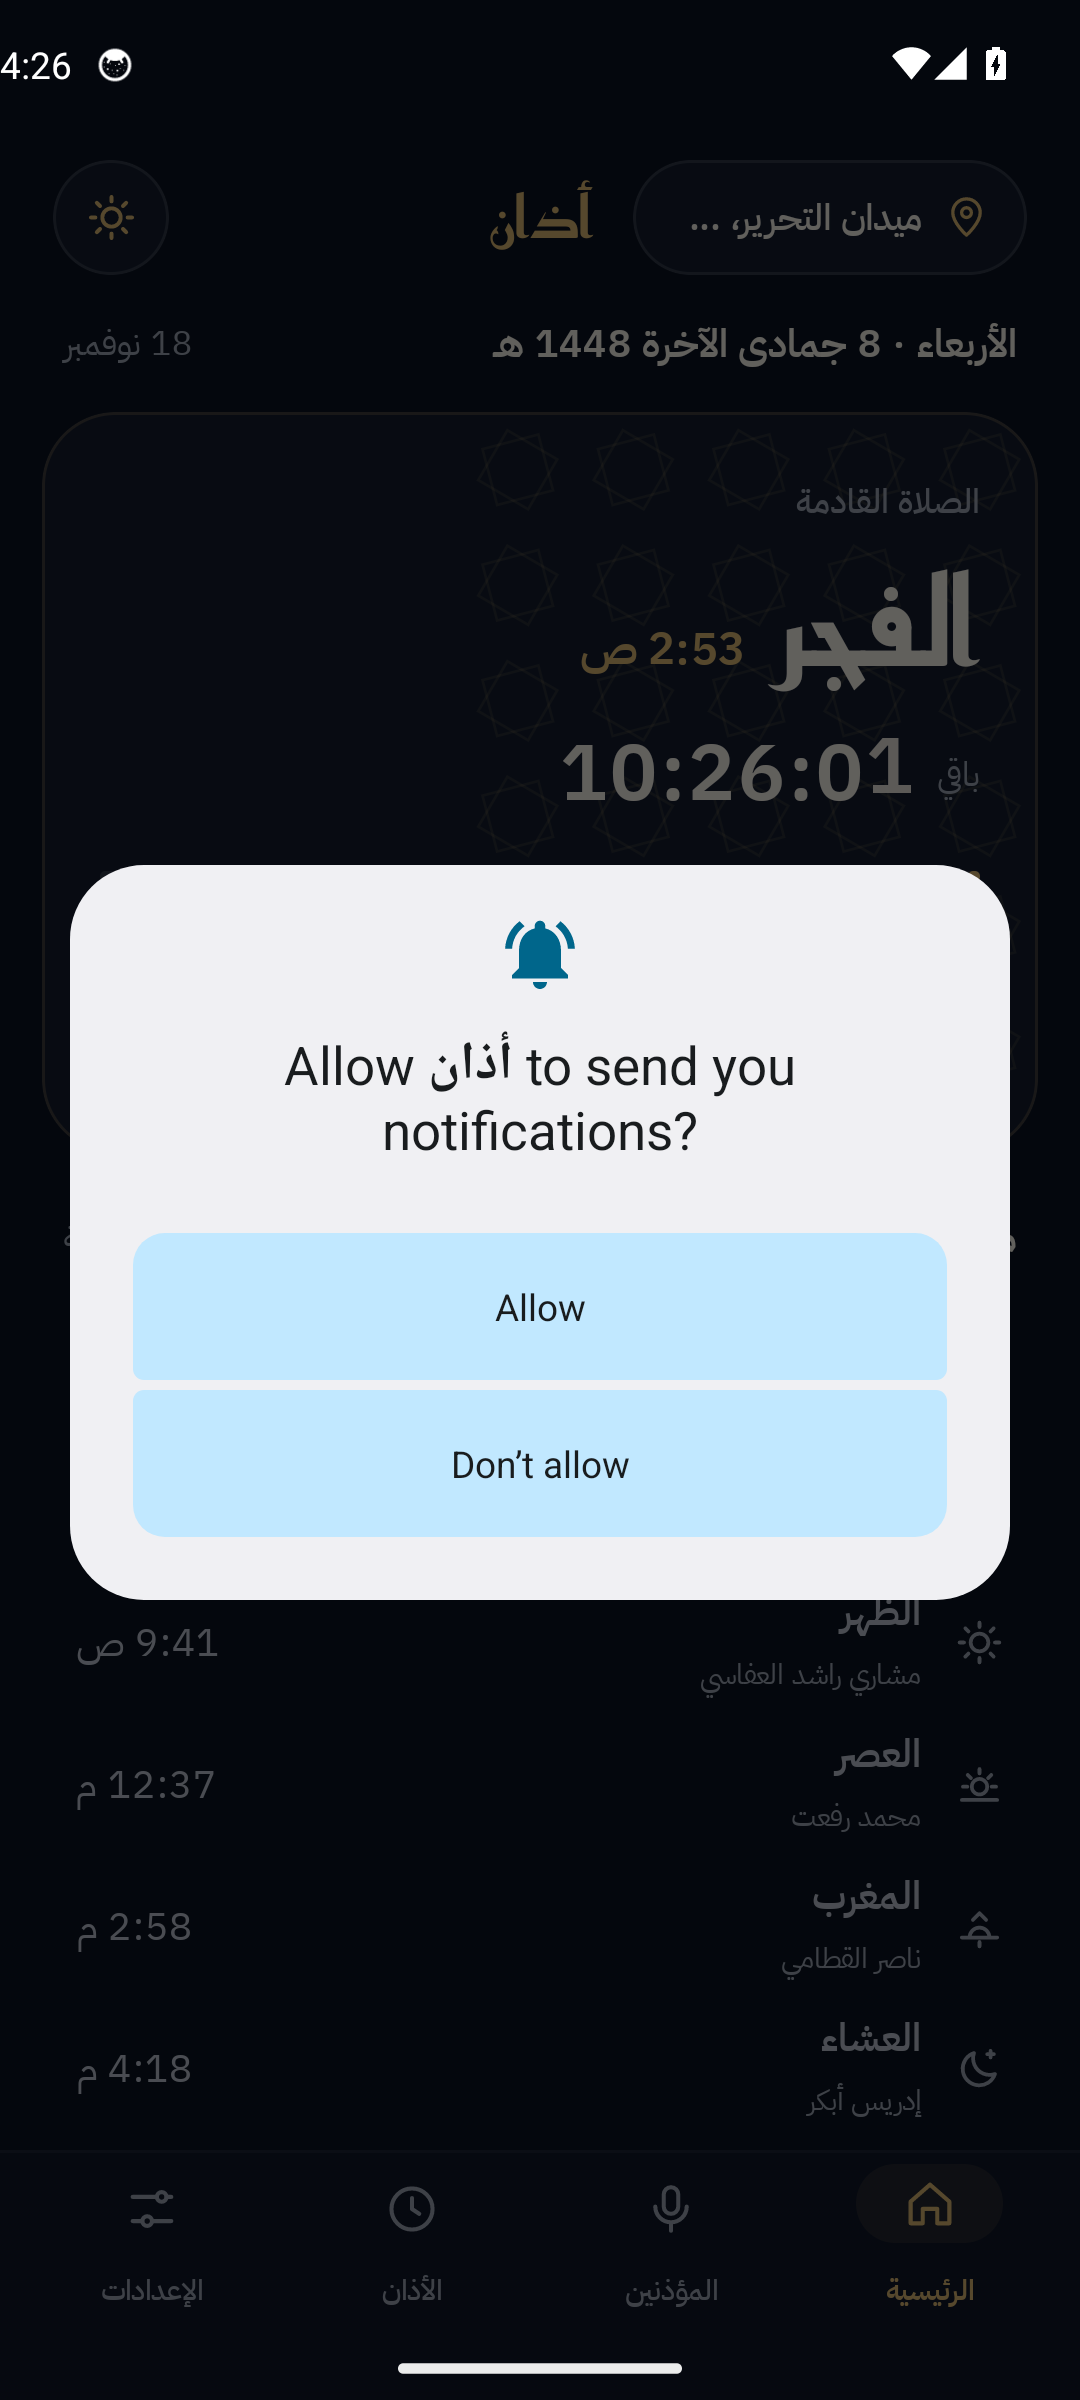 4:26
ميدان التحرير، ...
أذان
الأربعاء · 8 جمادى الآخرة 1448 هـ
18 نوفمبر
الصلاة القادمة
الفجر 2:53 ص
باقي 10:26:01
Allow أذان to send you
notifications?
Allow
Don’t allow
الظهر
9:41 ص
مشاري راشد العفاسي
العصر
12:37 م
محمد رفعت
المغرب
2:58 م
ناصر القطامي
العشاء
4:18 م
إدريس أبكر
الرئيسية
المؤذنين
الأذان
الإعدادات